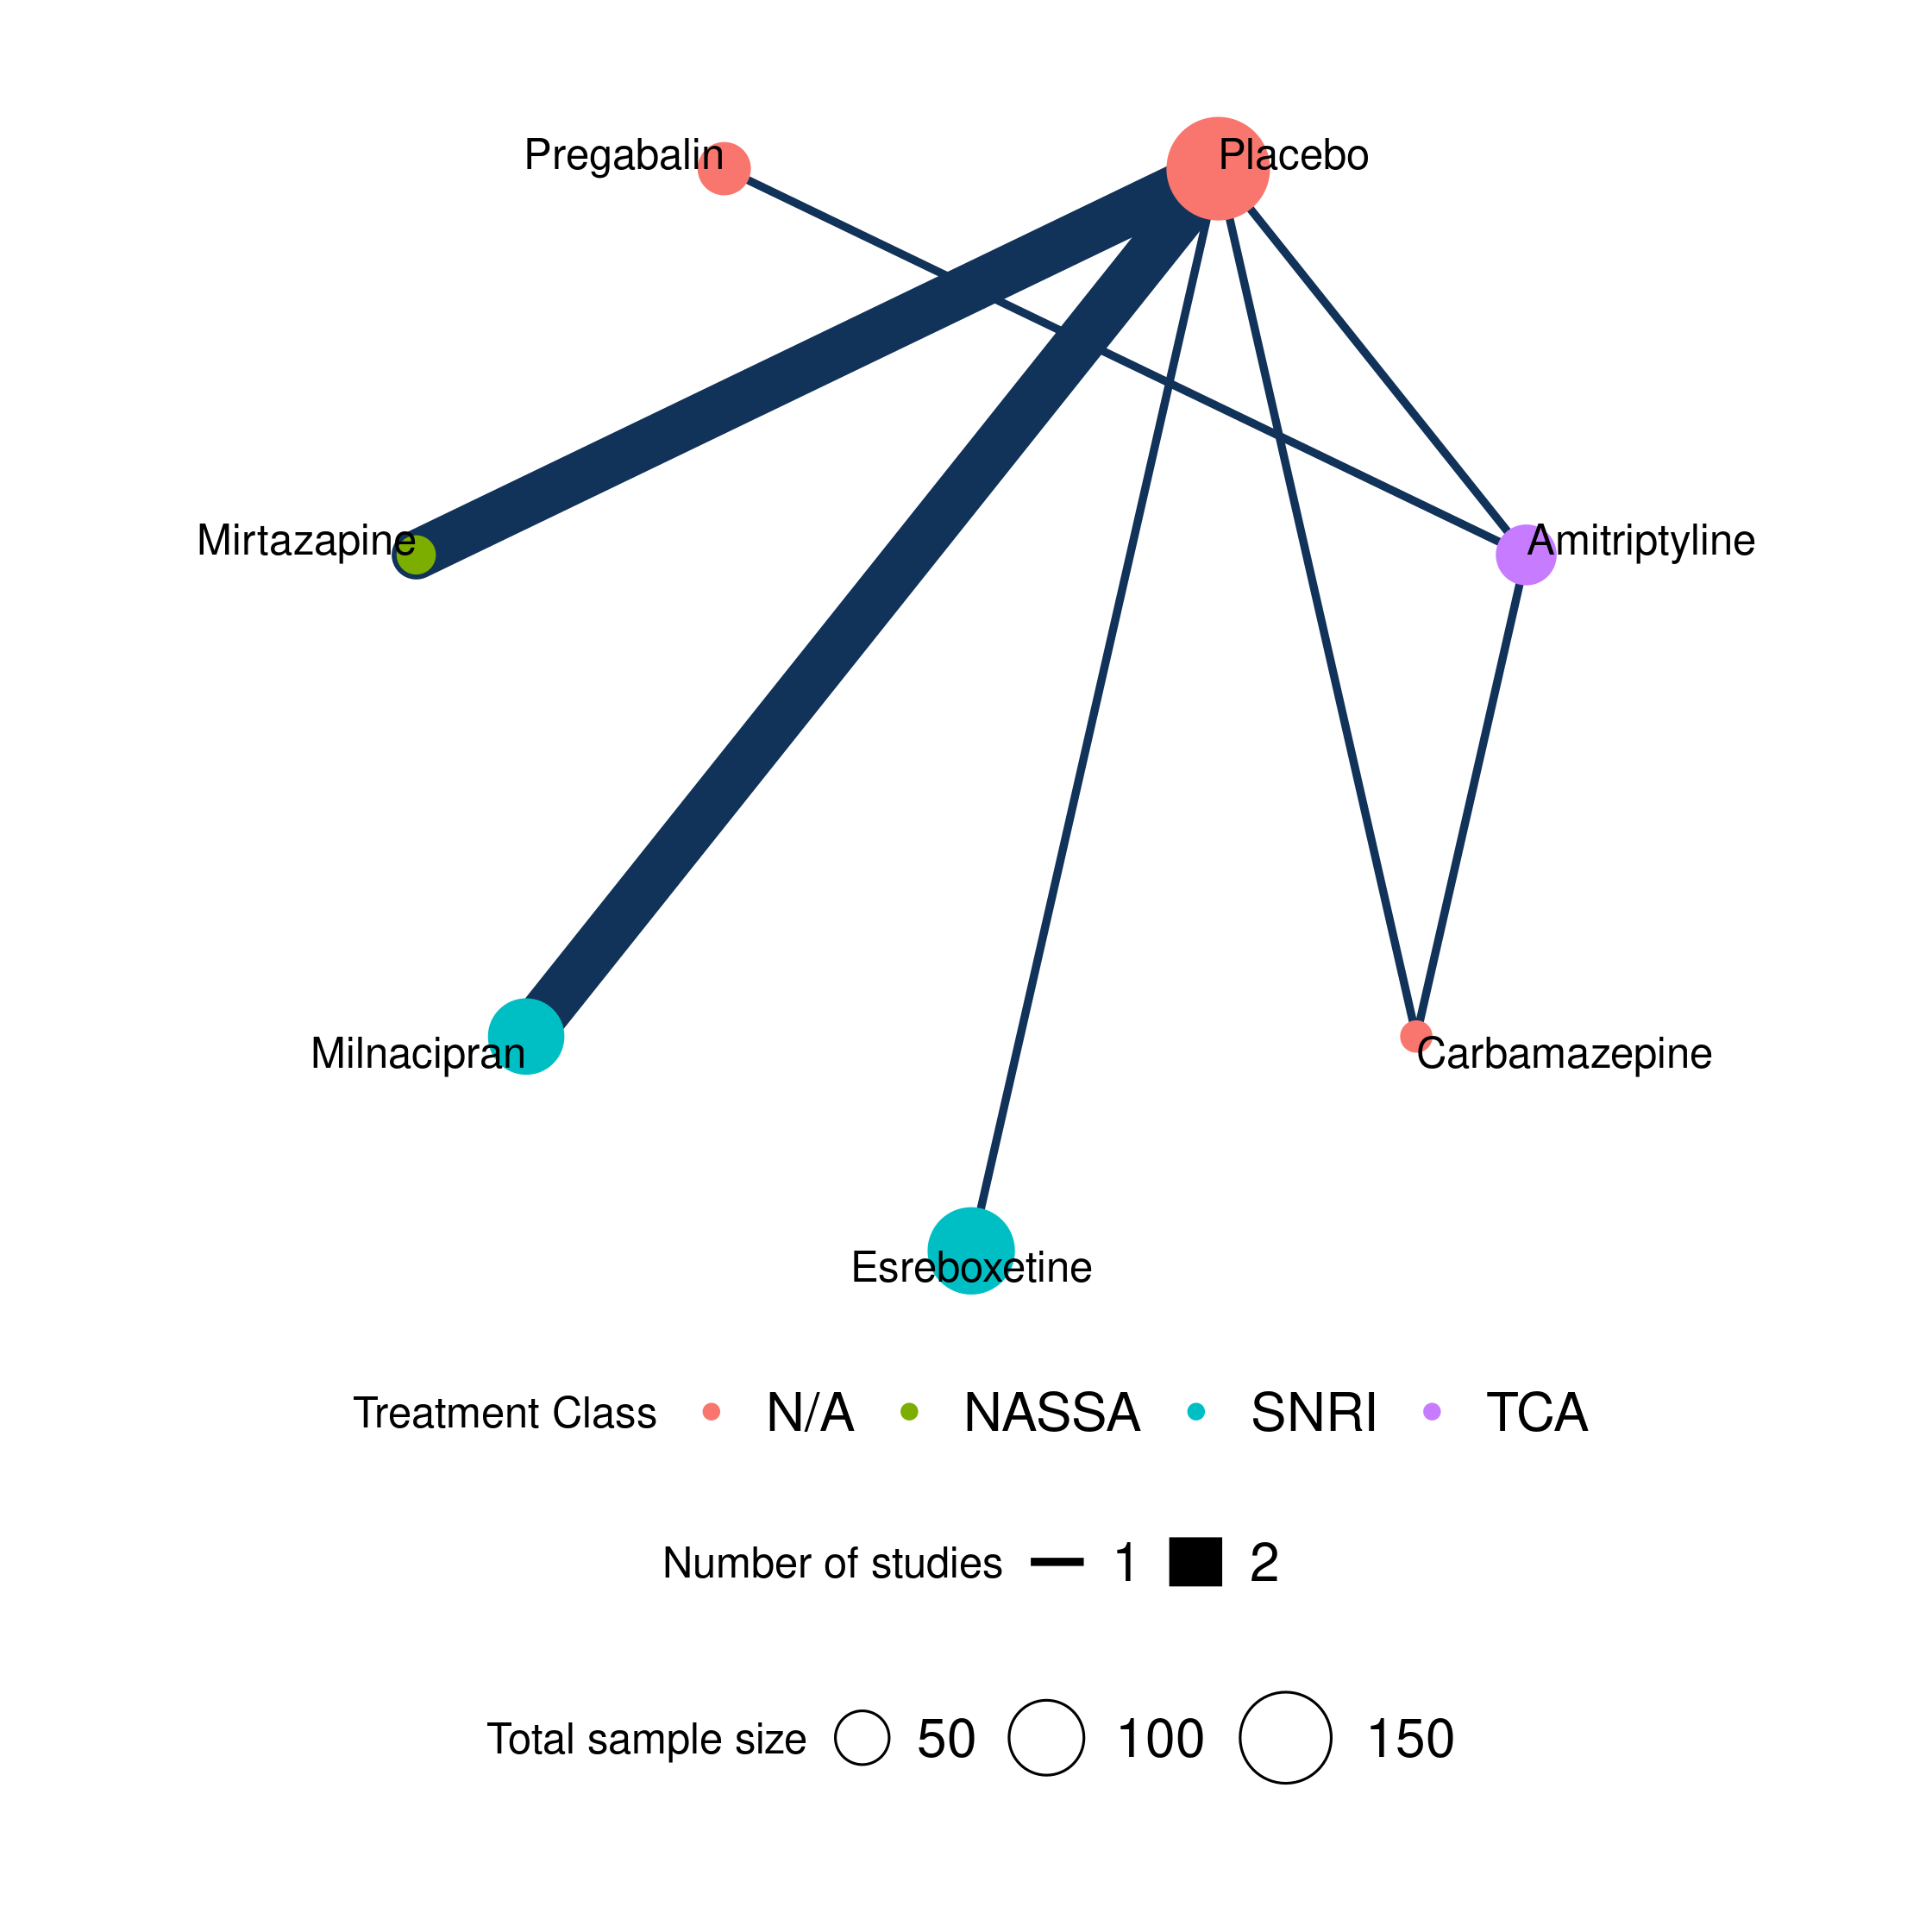 Pregabalin
Placebo
Mirtazapine
Amitriptyline
Milnacipran
Carbamazepine
Esreboxetine
Treatment Class N/A NASSA SNRI TCA
Number of studies 1 2
Total sample size 50 100 150